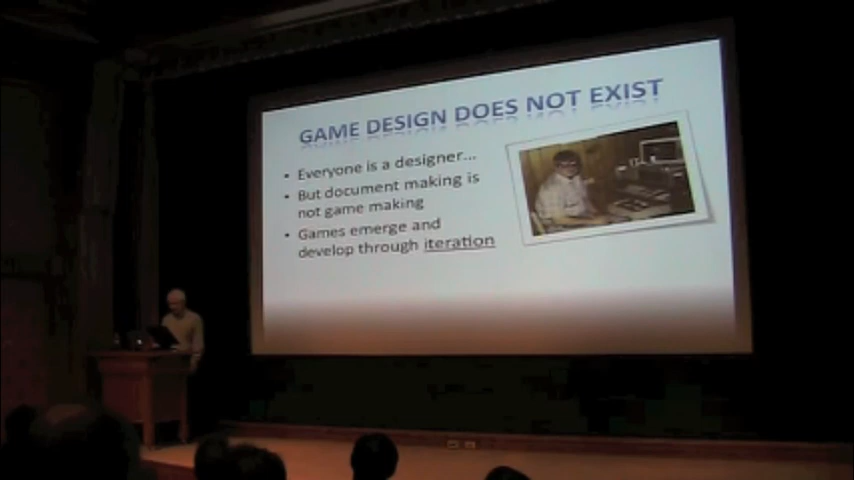 GAME DESIGN DOES NOT EXIST
• Everyone is a designer...
• But document making is
not game making
• Games emerge and
develop through iteration